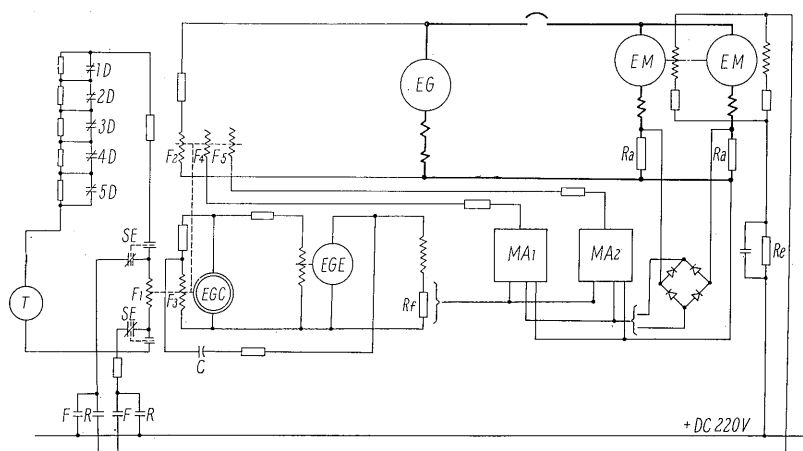 1D
2D
3D
4D
5D
EG
EM
EM
F2
F4
F5
Ra
Ra
SE
T
F1
SE
F3
EGC
EGE
Rf
MA1
MA2
Re
C
F
R
F
R
+DC 220V